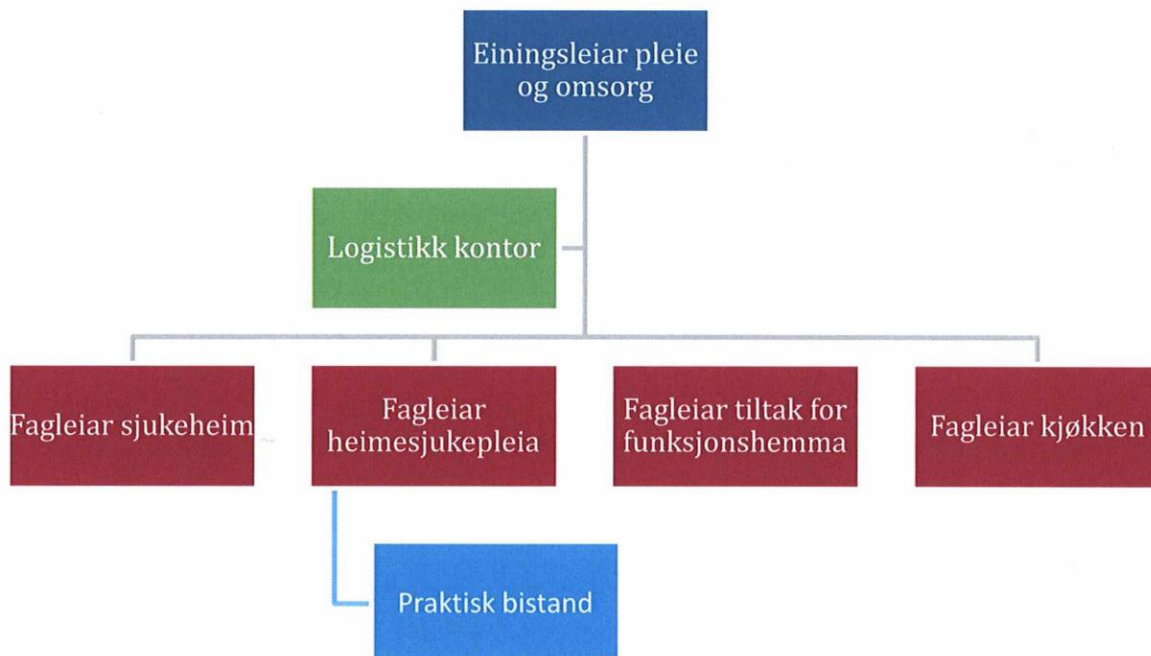 Einingsleiar pleie
og omsorg
Logistikk kontor
Fagleiar sjukeheim
Fagleiar
heimesjukepleia
Fagleiar tiltak for
funksjonshemma
Fagleiar kjøkken
Praktisk bistand